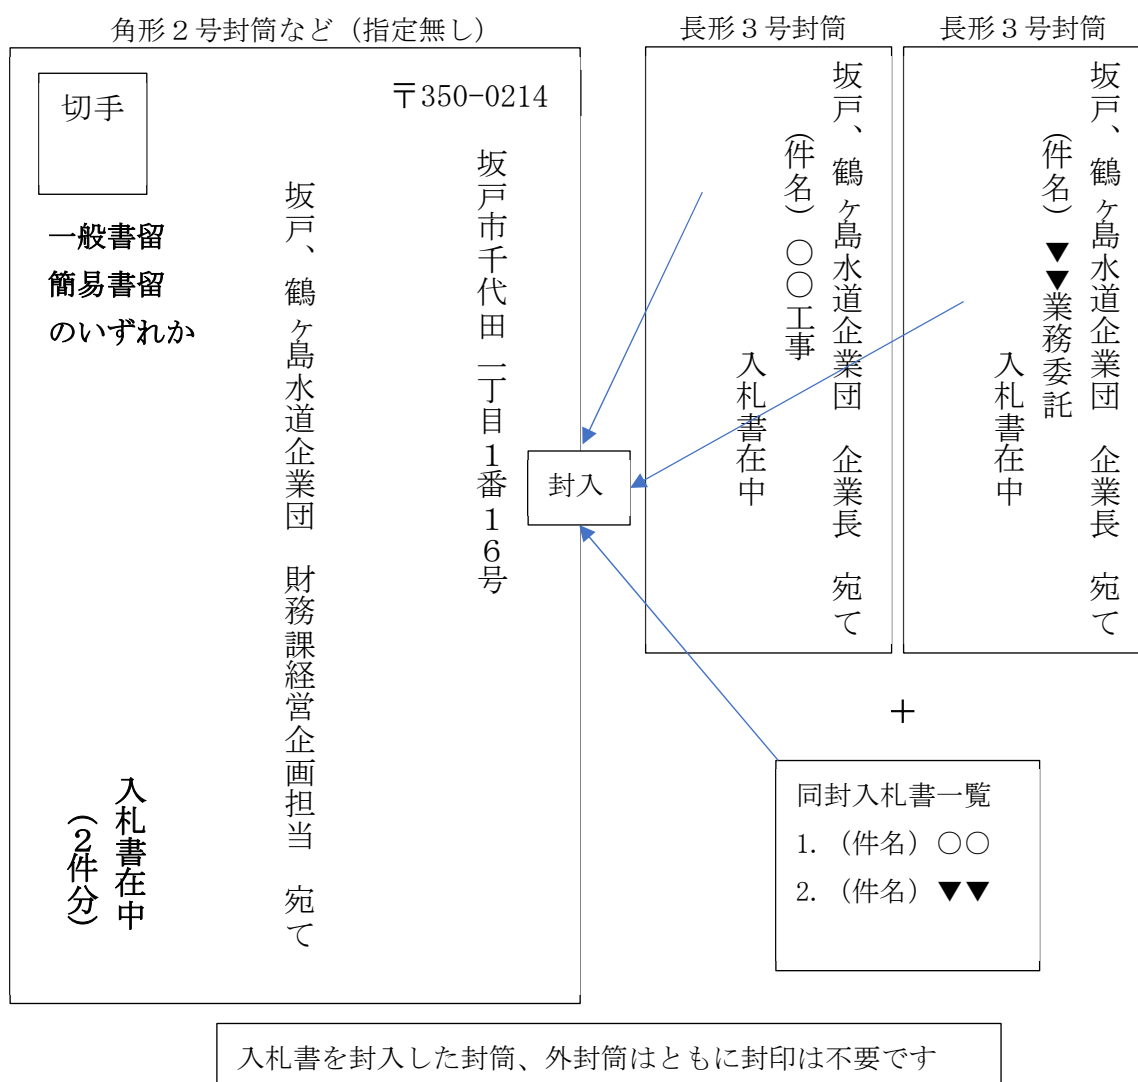 角形２号封筒など（指定無し）
切手
〒350-0214
坂戸市千代田一丁目１番１６号
坂戸、鶴ヶ島水道企業団　財務課経営企画担当　宛て
一般書留
簡易書留
のいずれか
入札書在中
（２件分）
封入
長形３号封筒
坂戸、鶴ヶ島水道企業団　企業長　宛て
（件名）○○工事
入札書在中
長形３号封筒
坂戸、鶴ヶ島水道企業団　企業長　宛て
（件名）▼▼業務委託
入札書在中
＋
同封入札書一覧
1.（件名）○○
2.（件名）▼▼
入札書を封入した封筒、外封筒はともに封印は不要です